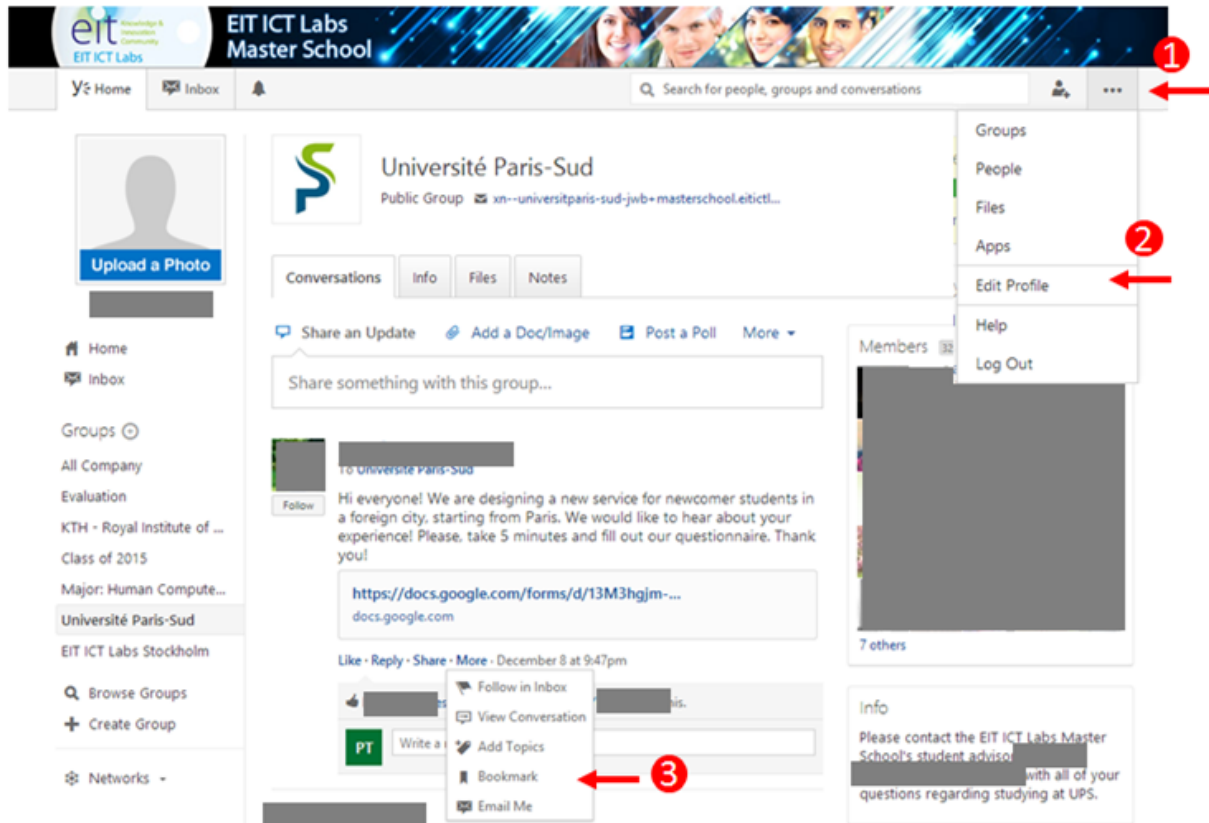 eit Knowledge &
Innovation
Community
EIT ICT Labs
EIT ICT Labs
Master School
1
Home
Inbox
Search for people, groups and conversations
Groups
People
Files
Apps
2
Edit Profile
Help
Log Out
Université Paris-Sud
Public Group xn--universitparis-sud-jwb+masterschool.eitictl...
Upload a Photo
Conversations
Info
Files
Notes
Home
Inbox
Groups
All Company
Evaluation
KTH - Royal Institute of ...
Class of 2015
Major: Human Compute...
Université Paris-Sud
EIT ICT Labs Stockholm
Browse Groups
Create Group
Networks
Share an Update
Add a Doc/Image
Post a Poll
More
Share something with this group...
To Université Paris-Sud
Follow
Hi everyone! We are designing a new service for newcomer students in
a foreign city, starting from Paris. We would like to hear about your
experience! Please, take 5 minutes and fill out our questionnaire. Thank
you!
https://docs.google.com/forms/d/13M3hgjm-...
docs.google.com
Like · Reply · Share · More · December 8 at 9:47pm
PT
Write a
Follow in Inbox
View Conversation
Add Topics
Bookmark
Email Me
3
Members 32
7 others
Info
Please contact the EIT ICT Labs Master
School's student advisor
with all of your
questions regarding studying at UPS.